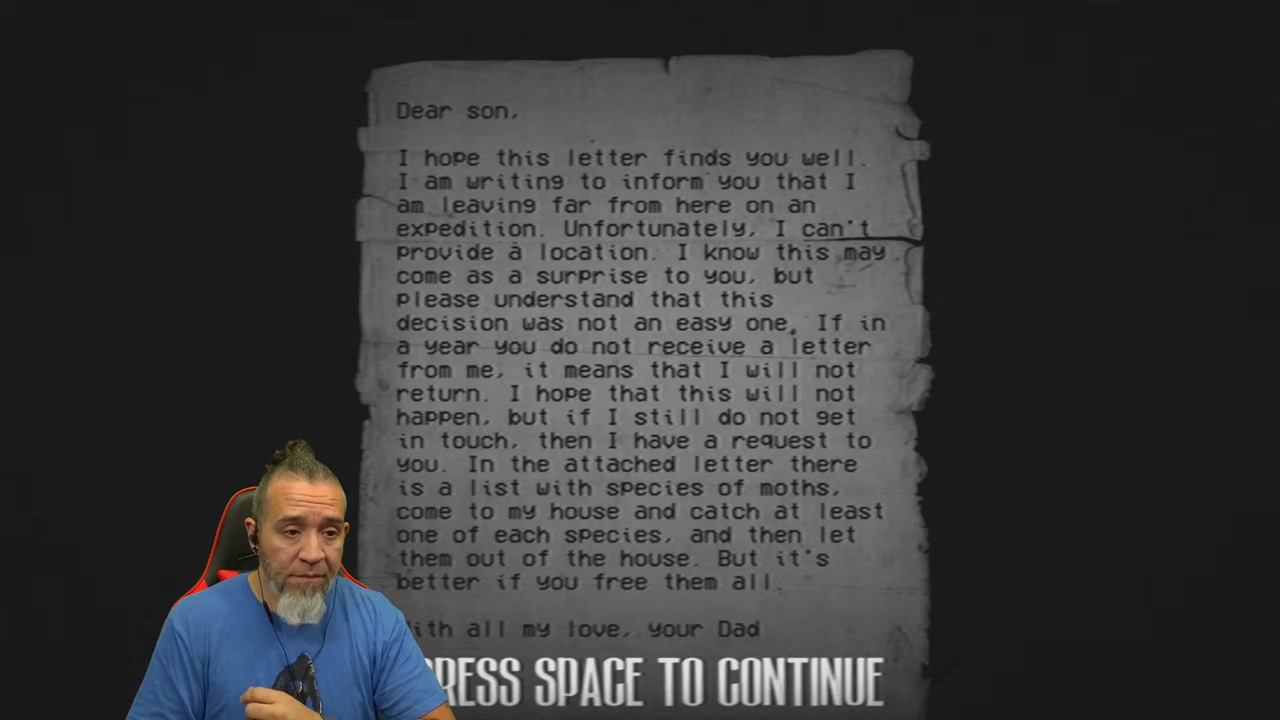 Dear son,
I hope this letter finds you well.
I am writing to inform you that I
am leaving far from here on an
expedition. Unfortunately, I can't
provide a location. I know this may
come as a surprise to you, but
please understand that this
decision was not an easy one. If in
a year you do not receive a letter
from me, it means that I will not
return. I hope that this will not
happen, but if I still do not get
in touch, then I have a request to
you. In the attached letter there
is a list with species of moths,
come to my house and catch at least
one of each species, and then let
them out of the house. But it's
better if you free them all.
With all my love, your Dad
PRESS SPACE TO CONTINUE